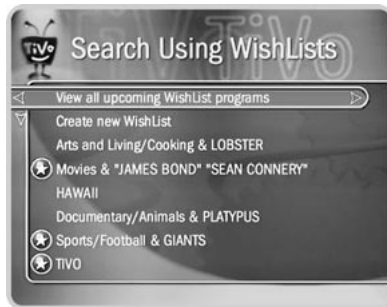 TiVo
Search Using WishLists
View all upcoming WishList programs
Create new WishList
Arts and Living/Cooking & LOBSTER
Movies & "JAMES BOND" "SEAN CONNERY"
HAWAII
Documentary/Animals & PLATYPUS
Sports/Football & GIANTS
TIVO